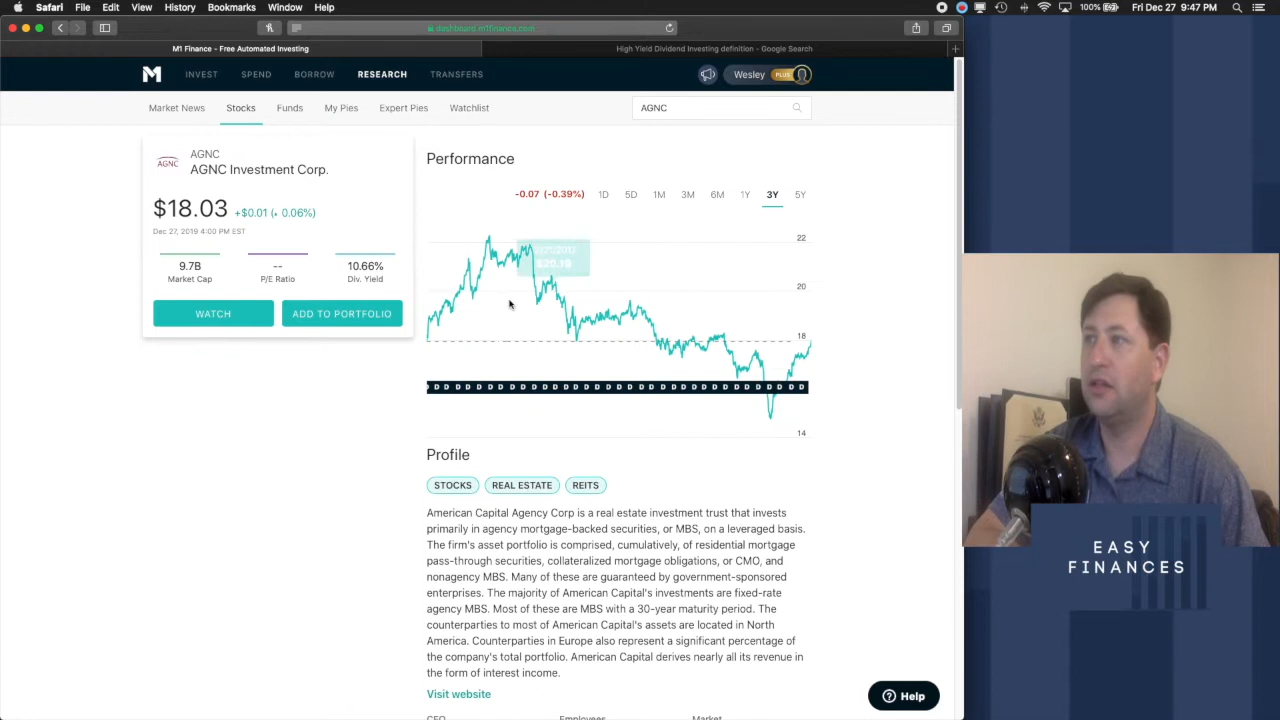 Safari File Edit View History Bookmarks Develop Window Help
100% Fri Dec 27 9:47 PM
dashboard.m1finance.com
M1 Finance - Free Automated Investing
High Yield Dividend Investing definition - Google Search
M INVEST SPEND BORROW RESEARCH TRANSFERS Wesley PLUS
Market News Stocks Funds My Pies Expert Pies Watchlist AGNC
AGNC
AGNC
AGNC Investment Corp.
$18.03 +$0.01 (▲ 0.06%)
Dec 27, 2019 4:00 PM EST
9.7B -- 10.66%
Market Cap P/E Ratio Div. Yield
WATCH ADD TO PORTFOLIO
Performance
-0.07 (-0.39%) 1D 5D 1M 3M 6M 1Y 3Y 5Y
22
20
18
D D D D D D D D D D D D D D D D D D D D D D D D D D D D D D D D D D D D
14
Profile
STOCKS REAL ESTATE REITS
American Capital Agency Corp is a real estate investment trust that invests
primarily in agency mortgage-backed securities, or MBS, on a leveraged basis.
The firm's asset portfolio is comprised, cumulatively, of residential mortgage
pass-through securities, collateralized mortgage obligations, or CMO, and
nonagency MBS. Many of these are guaranteed by government-sponsored
enterprises. The majority of American Capital's investments are fixed-rate
agency MBS. Most of these are MBS with a 30-year maturity period. The
counterparties to most of American Capital's assets are located in North
America. Counterparties in Europe also represent a significant percentage of
the company's total portfolio. American Capital derives nearly all its revenue in
the form of interest income.
Visit website
CEO Employees Market
Help
EASY
FINANCES